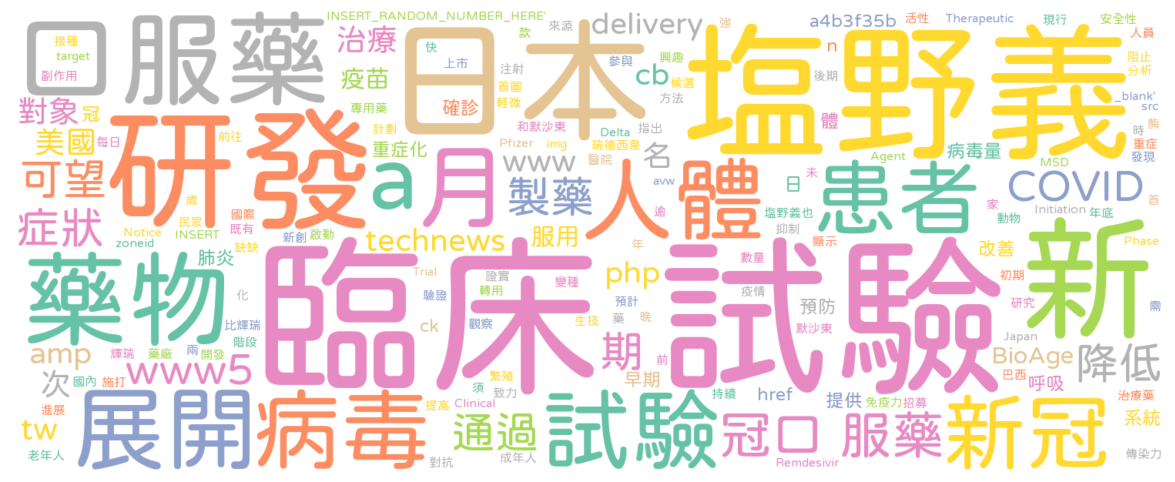 INSERT_RANDOM_NUMBER_HERE'
來源
強
活性
Therapeutic
現行
安全性
接種
target
副作用
口服藥
治療
快
款
delivery
a4b3f35b
人員
日本
上市
注射
參與
興趣
n
後期
塩野義
阻止
分析
疫苗
首圖
cb
候選
確診
輕微
方法
專用藥
_blank'
src
對象
冠
計劃
和默沙東
Delta
指出
體
時
酶
美國
每日
前往
研發
重症化
Pfizer
img
瑞德西韋
名
Agent
病毒量
重症
發現
可望
a
月
www
醫院
avw
日
未
MSD
製藥
人體
患者
COVID
歲
症狀
民眾
國際
既有
逾
塩野義也
抑制
家
動物
Initiation
年底
首
Notice
INSERT
zoneid
缺缺
新創
啟動
technews
服用
年
顯示
改善
新
Phase
藥物
肺炎
臨床試驗
Trial
證實
變種
php
數量
初期
化
驗證
轉用
預計
疫情
預防
研究
需
比輝瑞
階段
ck
觀察
生技
藥
晚
默沙東
Japan
amp
輝瑞
藥廠
兩
開發
期
前
BioAge
降低
次
國內
施打
www5
繁殖
早期
巴西
呼吸
須
致力
持續
href
提供
免疫力
招募
治療藥
進展
展開
病毒
提高
Clinical
試驗
冠口
服藥
新冠
系統
tw
通過
老年人
對抗
成年人
Remdesivir
傳染力